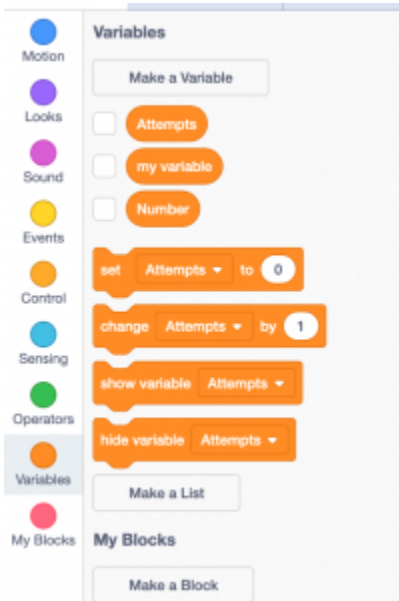 Motion
Looks
Sound
Events
Control
Sensing
Operators
Variables
My Blocks
Variables
Make a Variable
Attempts
my variable
Number
set Attempts to 0
change Attempts by 1
show variable Attempts
hide variable Attempts
Make a List
My Blocks
Make a Block